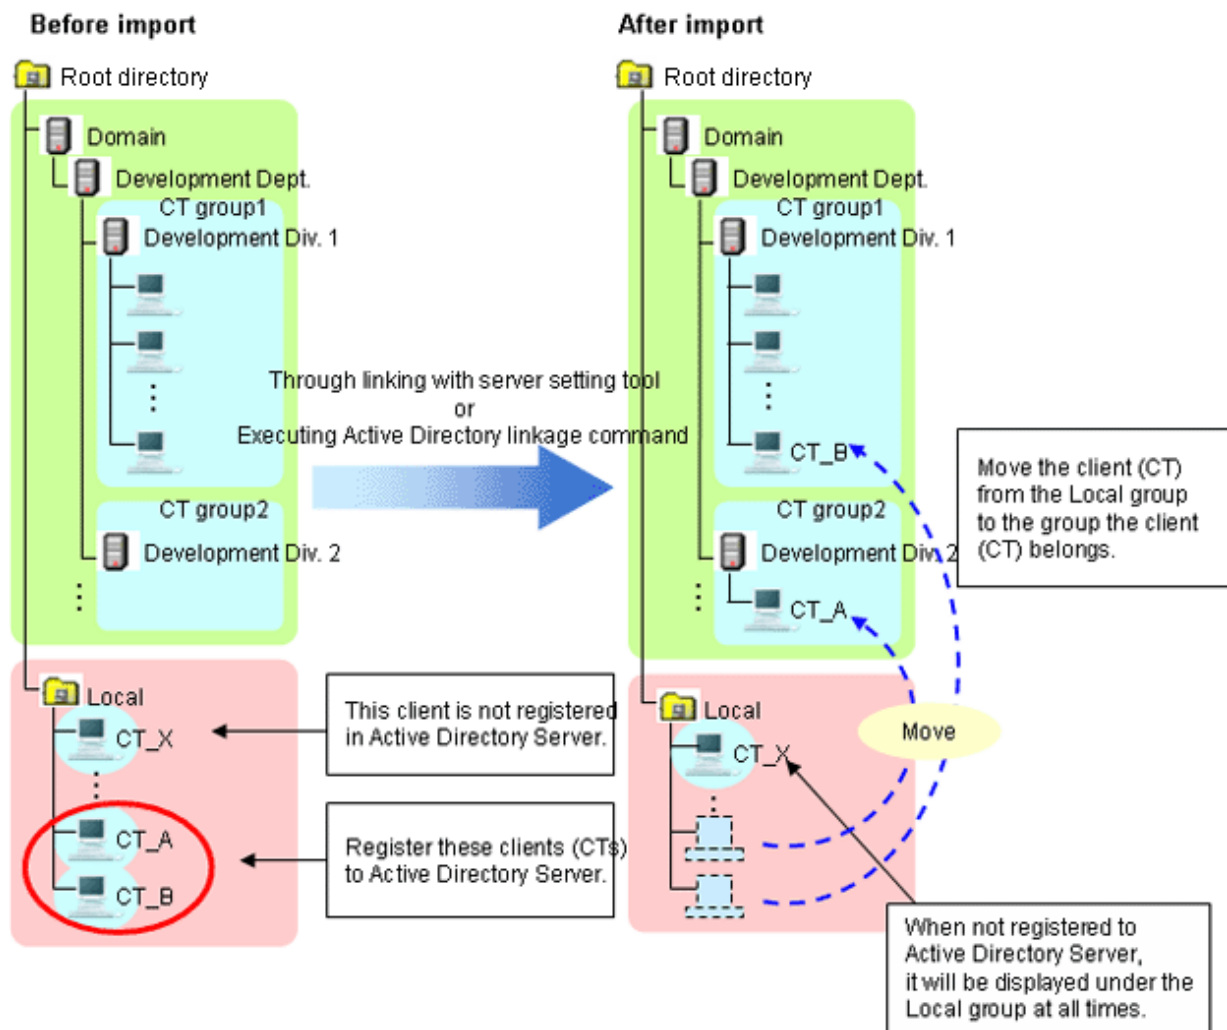 Before import
Root directory
Domain
Development Dept.
CT group1
Development Div. 1
CT group2
Development Div. 2
Local
CT_X
CT_A
CT_B
This client is not registered
in Active Directory Server.
Register these clients (CTs)
to Active Directory Server.
Through linking with server setting tool
or
Executing Active Directory linkage command
After import
Root directory
Domain
Development Dept.
CT group1
Development Div. 1
CT_B
CT group2
Development Div. 2
CT_A
Local
CT_X
Move
Move the client (CT)
from the Local group
to the group the client
(CT) belongs.
When not registered to
Active Directory Server,
it will be displayed under the
Local group at all times.